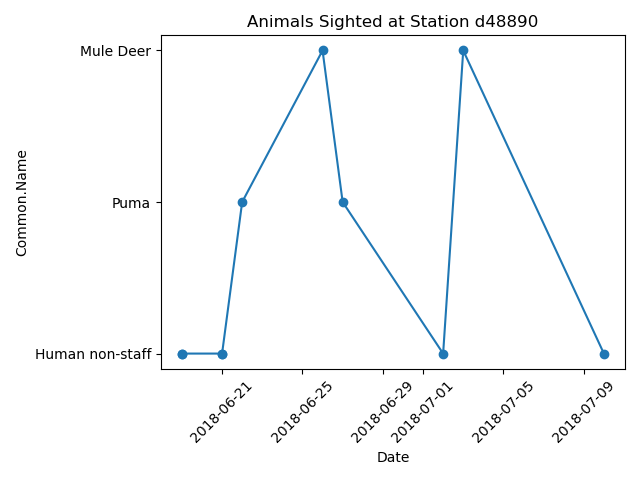 Animals Sighted at Station d48890
Common.Name
Mule Deer
Puma
Human non-staff
2018-06-21
2018-06-25
2018-06-29
2018-07-01
2018-07-05
2018-07-09
Date